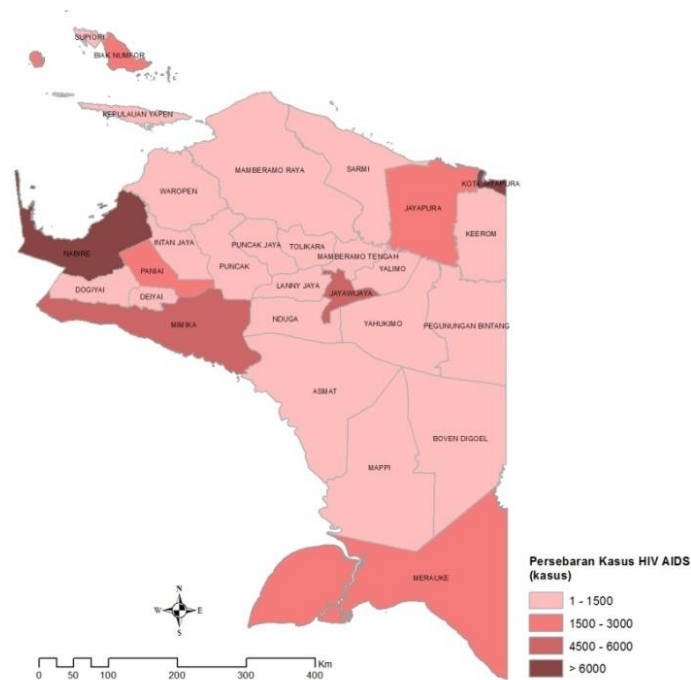 SUPIORI
BIAK NUMFOR
KEPULAUAN YAPEN
MAMBERAMO RAYA
SARMI
WAROPEN
KOTA JAYAPURA
JAYAPURA
KEEROM
INTAN JAYA
PUNCAK JAYA
TOLIKARA
MAMBERAMO TENGAH
NABIRE
PANIAI
PUNCAK
YALIMO
DOGIYAI
DEIYAI
LANNY JAYA
JAYAWIJAYA
MIMIKA
NDUGA
YAHUKIMO
PEGUNUNGAN BINTANG
ASMAT
BOVEN DIGOEL
MAPPI
MERAUKE
N
W E
S
0 50 100 200 300 400 Km
Persebaran Kasus HIV AIDS
(kasus)
1 - 1500
1500 - 3000
4500 - 6000
> 6000